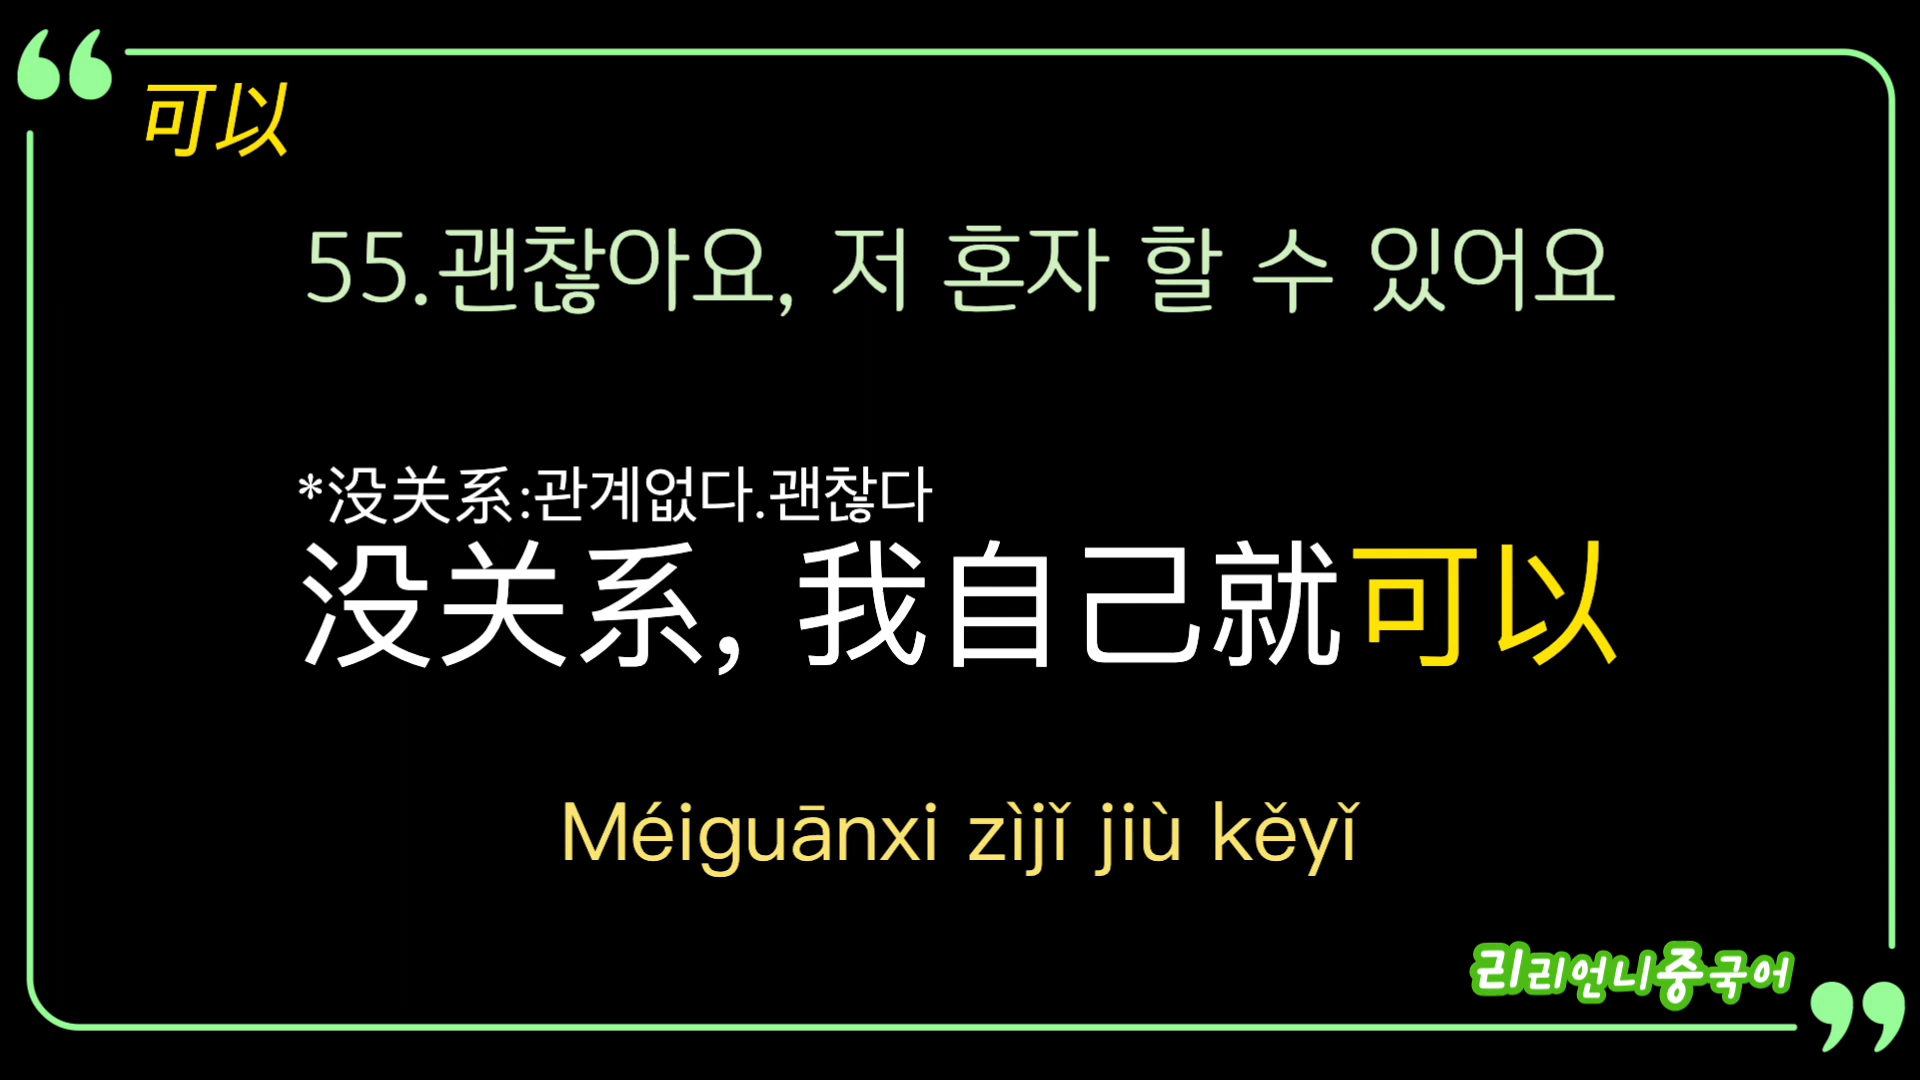 可以
55.괜찮아요, 저 혼자 할 수 있어요
*没关系:관계없다.괜찮다
没关系, 我自己就可以
Méiguānxi zìjǐ jiù kěyǐ
리리언니중국어